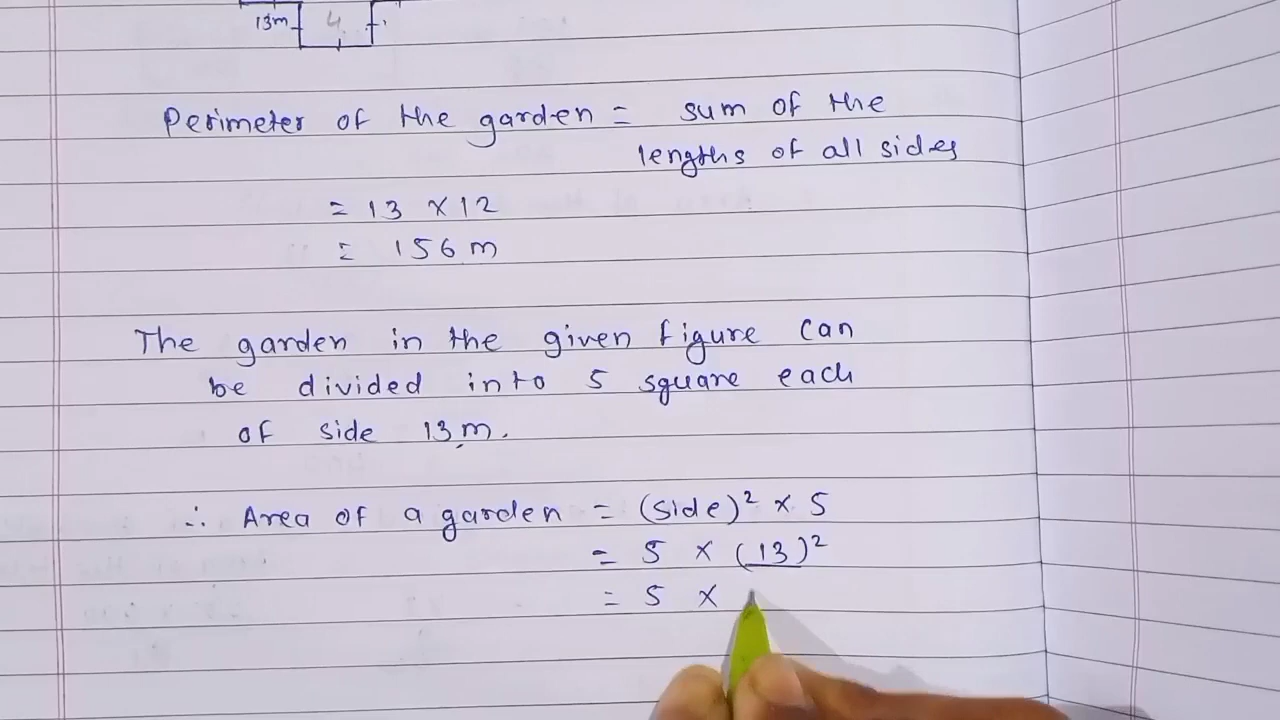 13m 4
Perimeter of the garden = sum of the
lengths of all sides
= 13 × 12
= 156 m
The garden in the given figure can
be divided into 5 square each
of side 13 m.
∴ Area of a garden = (side)² × 5
= 5 × (13)²
= 5 ×